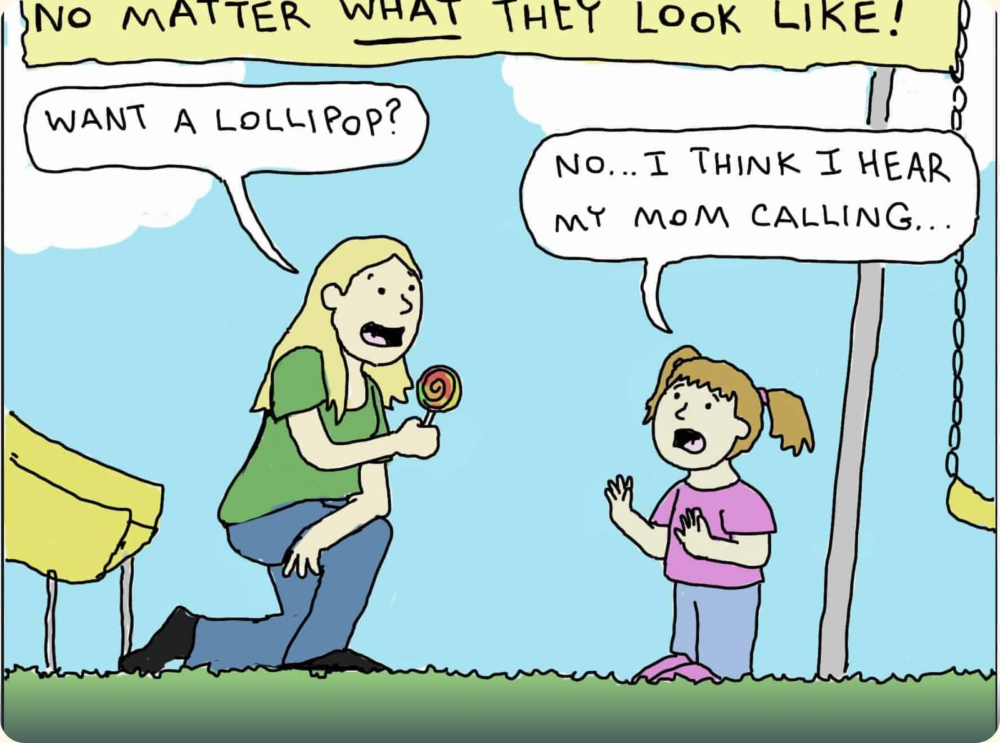 NO MATTER WHAT THEY LOOK LIKE!
WANT A LOLLIPOP?
NO...I THINK I HEAR
MY MOM CALLING...